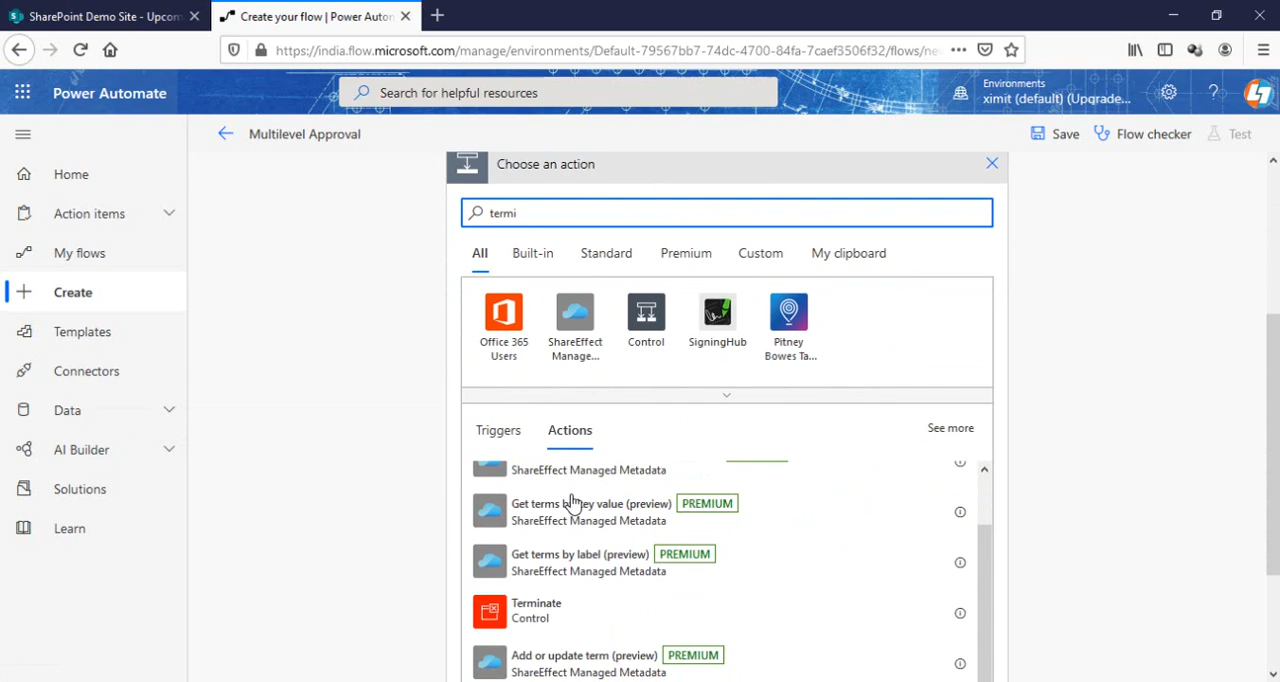 SharePoint Demo Site - Upcom
Create your flow | Power Automa
https://india.flow.microsoft.com/manage/environments/Default-79567bb7-74dc-4700-84fa-7caef3506f32/flows/ne
Power Automate
Search for helpful resources
Environments
ximit (default) (Upgrade...
Multilevel Approval
Save
Flow checker
Test
Home
Action items
My flows
Create
Templates
Connectors
Data
AI Builder
Solutions
Learn
Choose an action
termi
All
Built-in
Standard
Premium
Custom
My clipboard
Office 365
Users
ShareEffect
Manage...
Control
SigningHub
Pitney
Bowes Ta...
Triggers
Actions
See more
ShareEffect Managed Metadata
Get terms by key value (preview) PREMIUM
ShareEffect Managed Metadata
Get terms by label (preview) PREMIUM
ShareEffect Managed Metadata
Terminate
Control
Add or update term (preview) PREMIUM
ShareEffect Managed Metadata